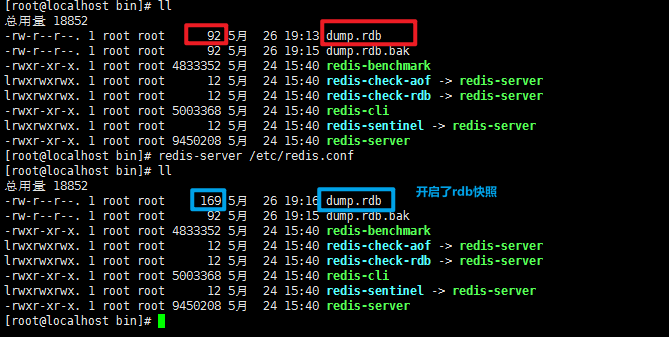 [root@localhost bin]# ll
总用量 18852
-rw-r--r--. 1 root root      92 5月  26 19:13 dump.rdb
-rw-r--r--. 1 root root      92 5月  26 19:15 dump.rdb.bak
-rwxr-xr-x. 1 root root 4833352 5月  24 15:40 redis-benchmark
lrwxrwxrwx. 1 root root      12 5月  24 15:40 redis-check-aof -> redis-server
lrwxrwxrwx. 1 root root      12 5月  24 15:40 redis-check-rdb -> redis-server
-rwxr-xr-x. 1 root root 5003368 5月  24 15:40 redis-cli
lrwxrwxrwx. 1 root root      12 5月  24 15:40 redis-sentinel -> redis-server
-rwxr-xr-x. 1 root root 9450208 5月  24 15:40 redis-server
[root@localhost bin]# redis-server /etc/redis.conf
[root@localhost bin]# ll
总用量 18852
-rw-r--r--. 1 root root     169 5月  26 19:16 dump.rdb 开启了rdb快照
-rw-r--r--. 1 root root      92 5月  26 19:15 dump.rdb.bak
-rwxr-xr-x. 1 root root 4833352 5月  24 15:40 redis-benchmark
lrwxrwxrwx. 1 root root      12 5月  24 15:40 redis-check-aof -> redis-server
lrwxrwxrwx. 1 root root      12 5月  24 15:40 redis-check-rdb -> redis-server
-rwxr-xr-x. 1 root root 5003368 5月  24 15:40 redis-cli
lrwxrwxrwx. 1 root root      12 5月  24 15:40 redis-sentinel -> redis-server
-rwxr-xr-x. 1 root root 9450208 5月  24 15:40 redis-server
[root@localhost bin]#